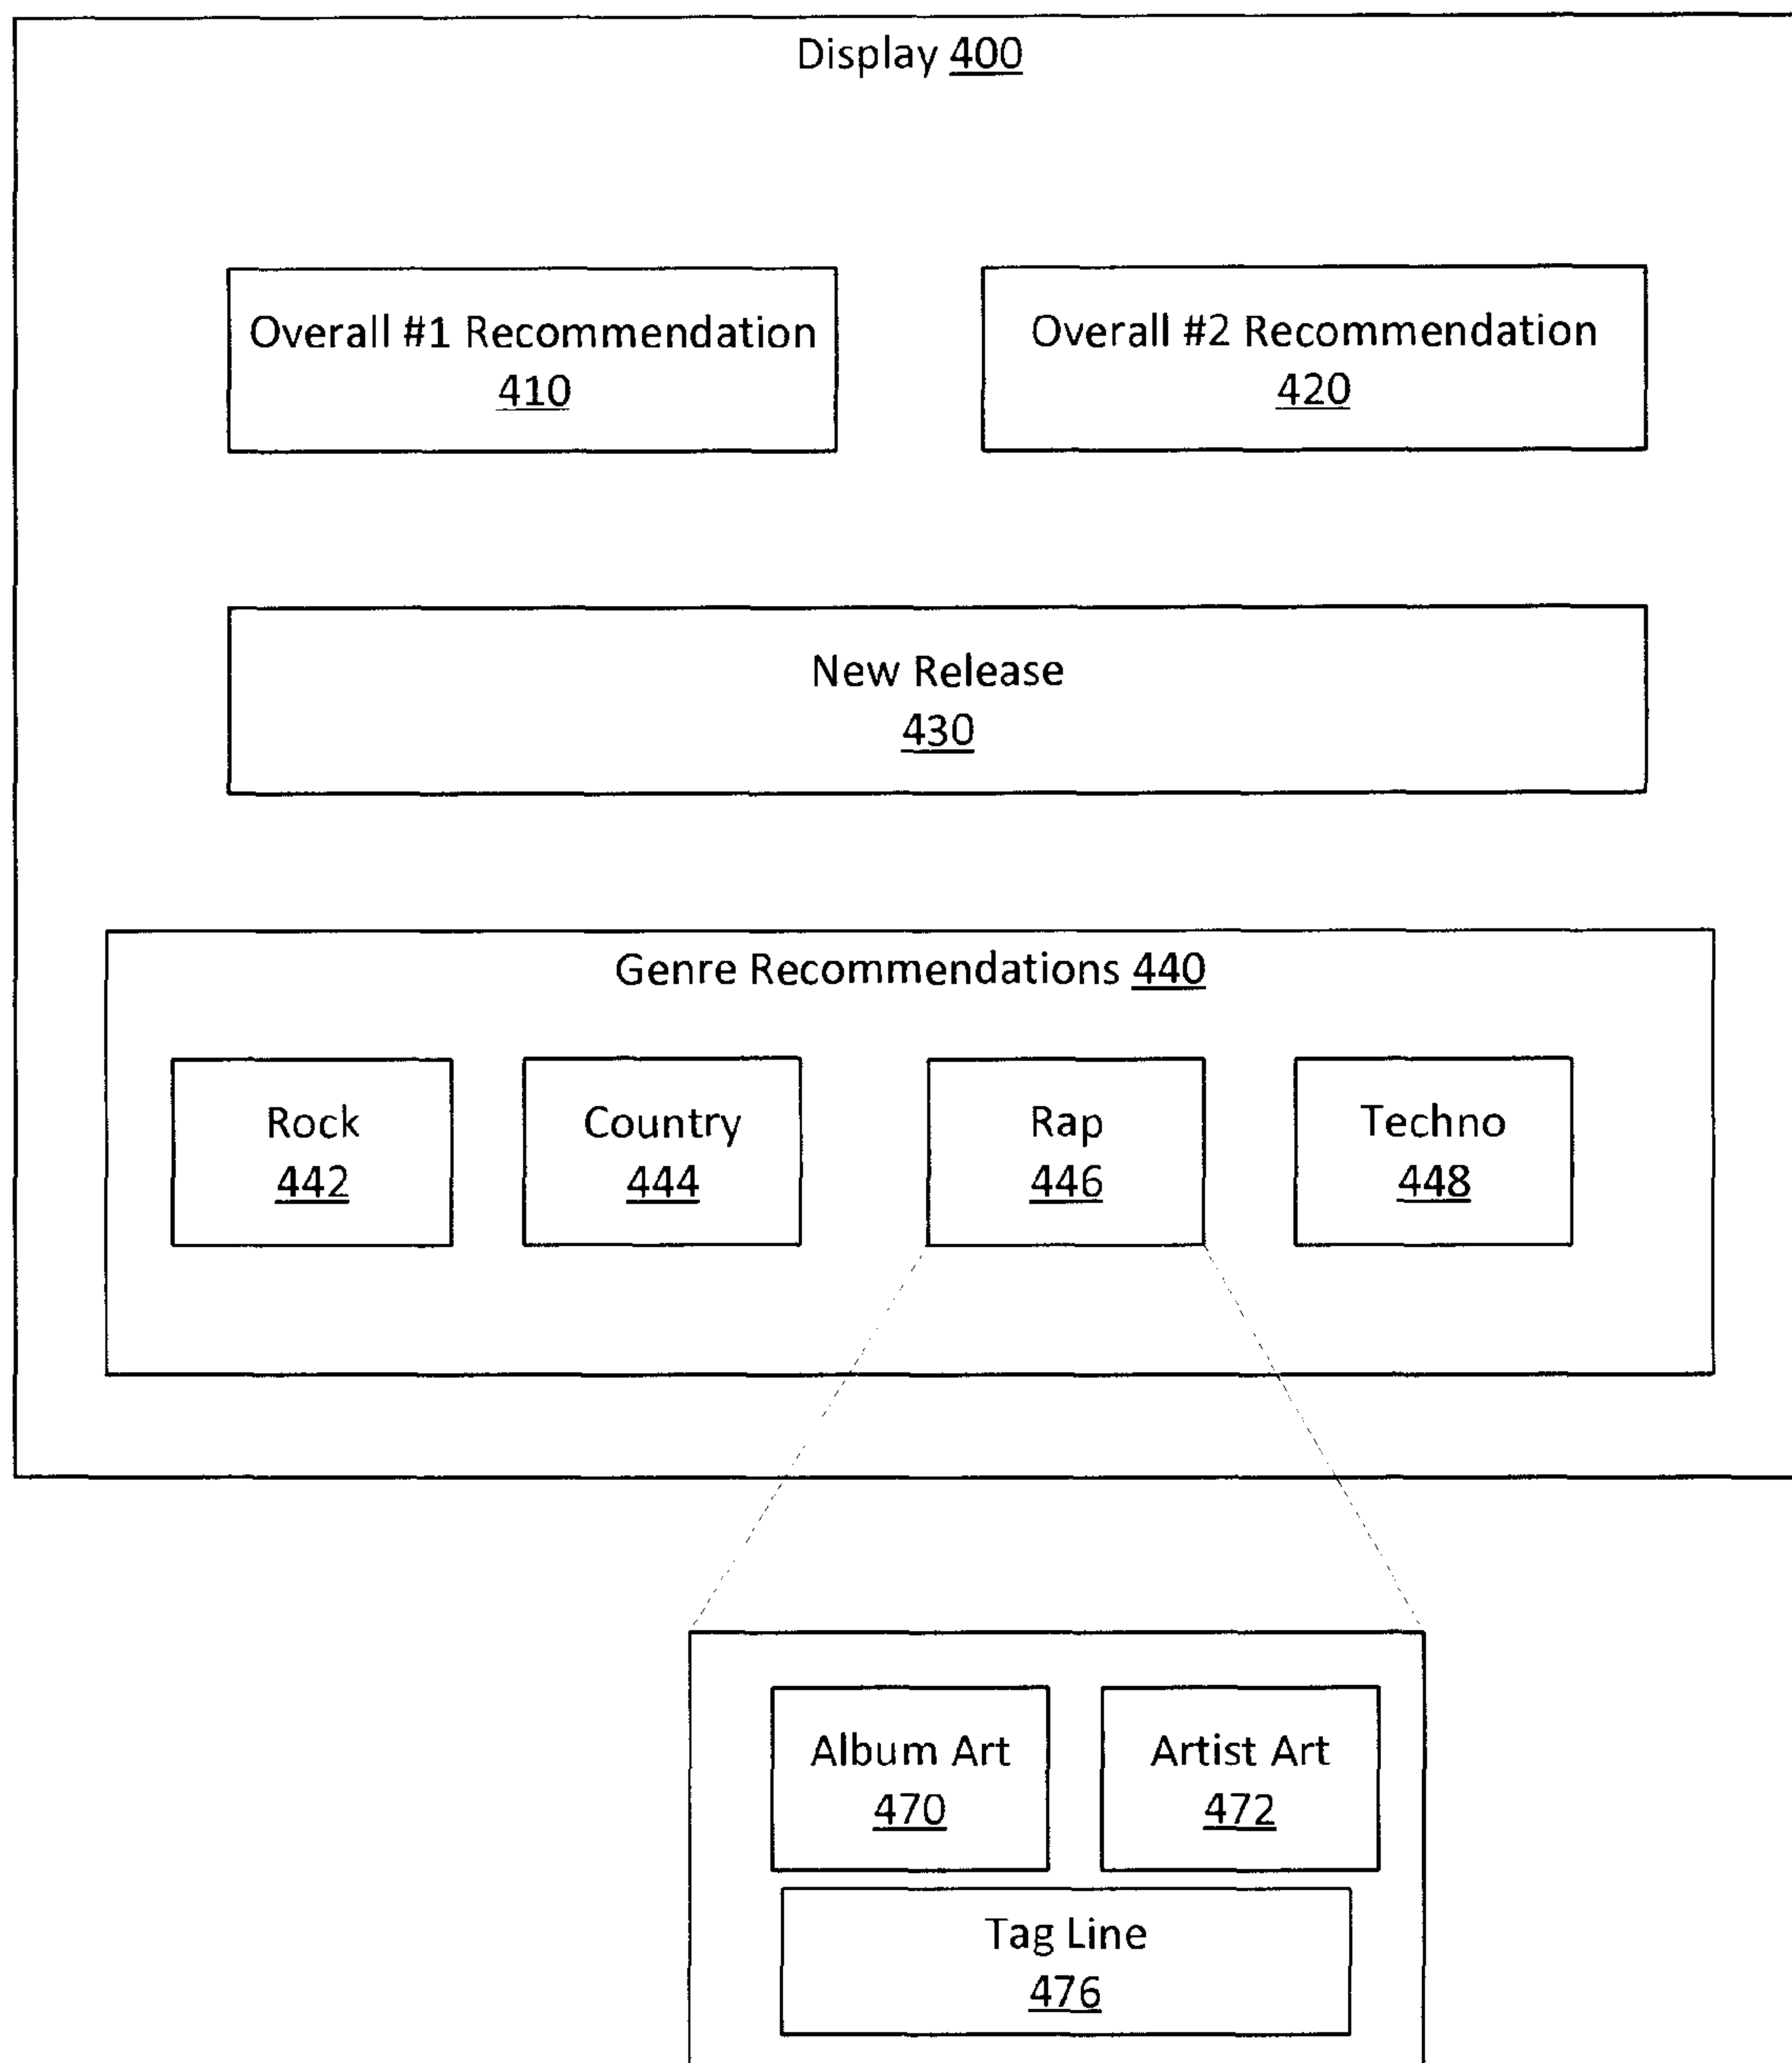 Display 400
Overall #1 Recommendation
410
Overall #2 Recommendation
420
New Release
430
Genre Recommendations 440
Rock
442
Country
444
Rap
446
Techno
448
Album Art
470
Artist Art
472
Tag Line
476